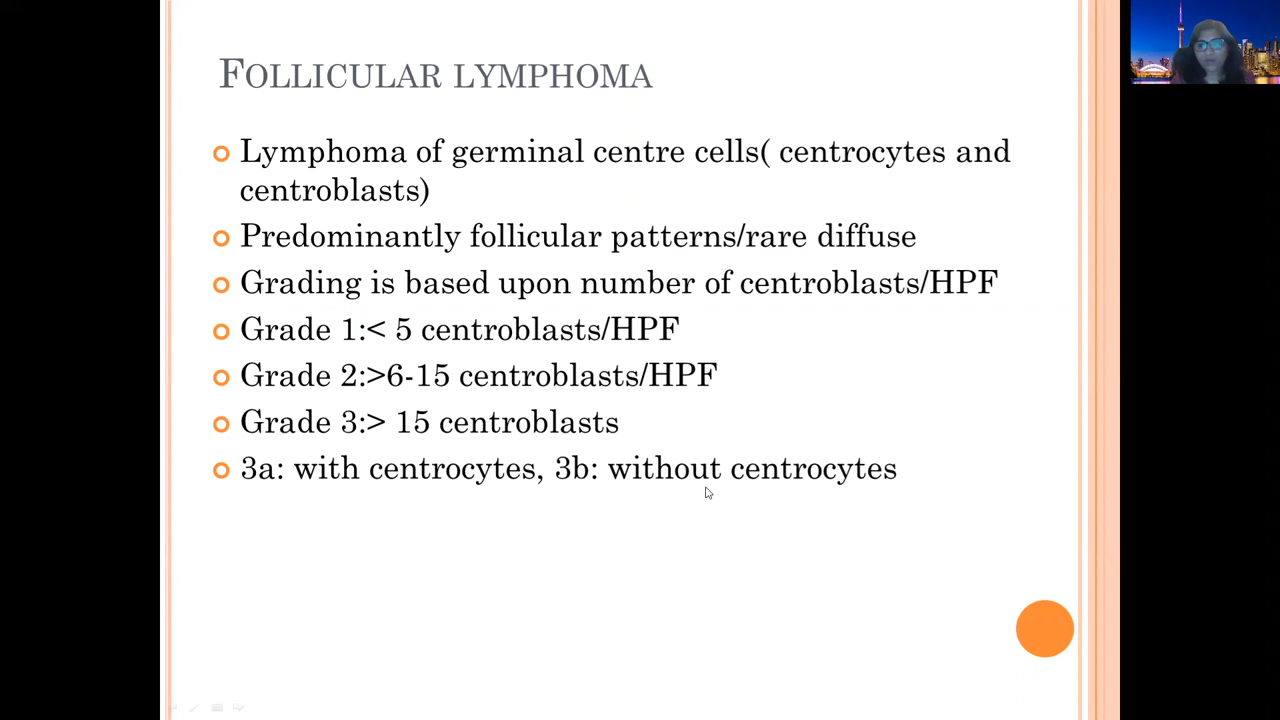 FOLLICULAR LYMPHOMA
Lymphoma of germinal centre cells( centrocytes and
centroblasts)
Predominantly follicular patterns/rare diffuse
Grading is based upon number of centroblasts/HPF
Grade 1:< 5 centroblasts/HPF
Grade 2:>6-15 centroblasts/HPF
Grade 3:> 15 centroblasts
3a: with centrocytes, 3b: without centrocytes